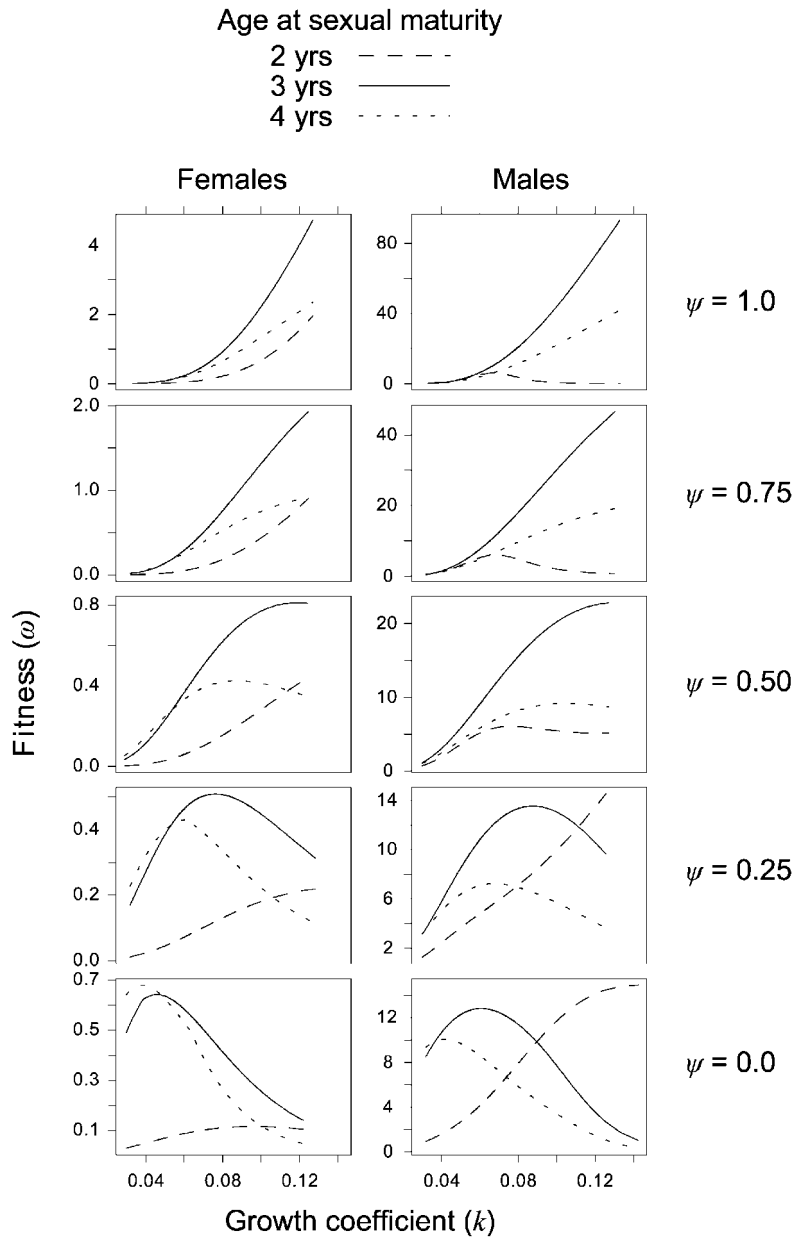 Age at sexual maturity
2 yrs
3 yrs
4 yrs
Females Males
4
2
0
80
40
0
ψ = 1.0
2.0
1.0
0.0
40
20
0
ψ = 0.75
0.8
0.4
0.0
20
10
0
ψ = 0.50
0.4
0.2
0.0
14
10
6
2
ψ = 0.25
0.7
0.5
0.3
0.1
12
8
4
0
ψ = 0.0
Fitness (ω)
0.04 0.08 0.12 0.04 0.08 0.12
Growth coefficient (k)